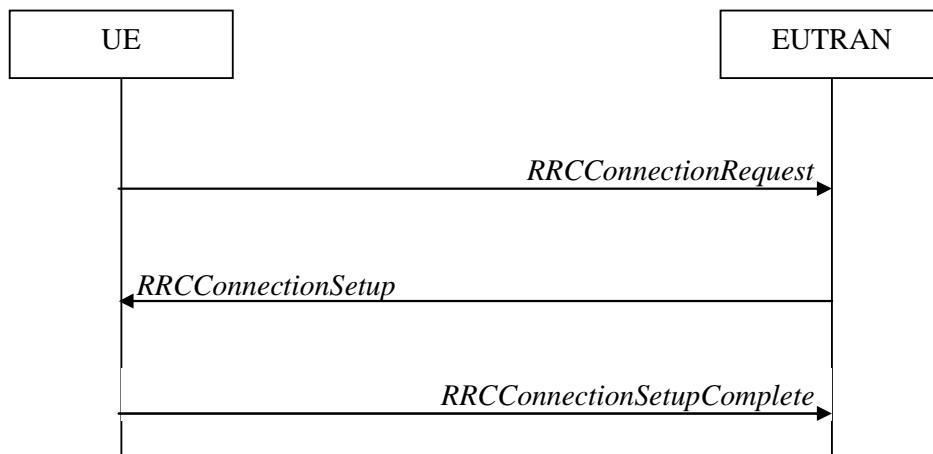 UE
EUTRAN
RRCConnectionRequest
RRCConnectionSetup
RRCConnectionSetupComplete